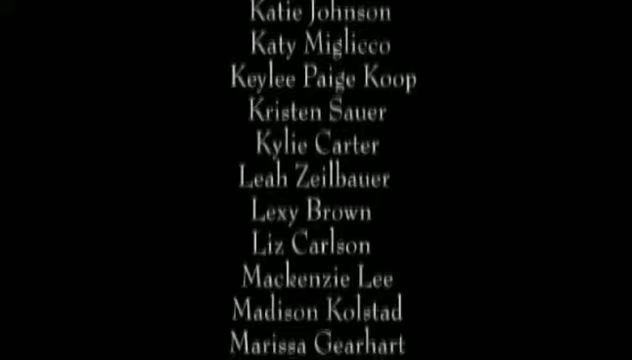 Katie Johnson
Katy Miglicco
Keylee Paige Koop
Kristen Sauer
Kylie Carter
Leah Zeilbauer
Lexy Brown
Liz Carlson
Mackenzie Lee
Madison Kolstad
Marissa Gearhart